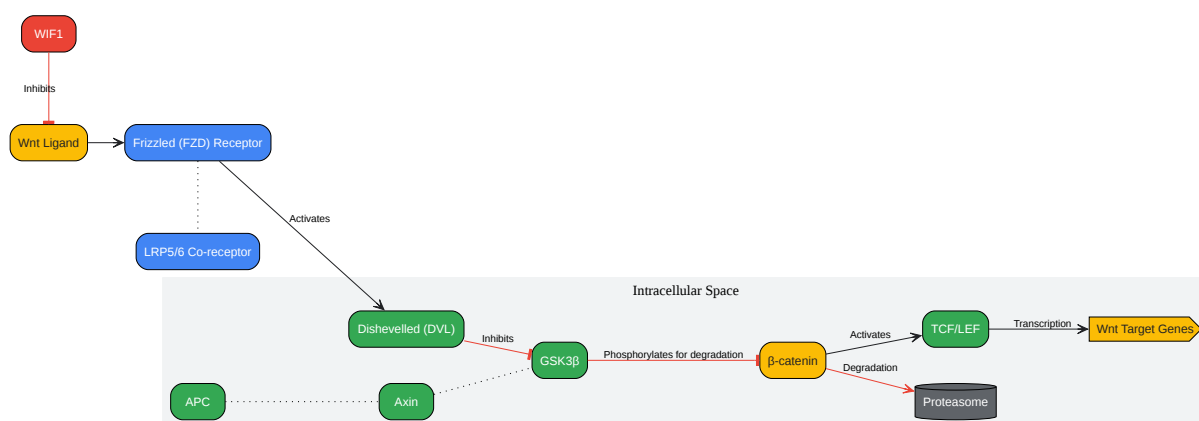 WIF1
Inhibits
Wnt Ligand
Frizzled (FZD) Receptor
Activates
LRP5/6 Co-receptor
Intracellular Space
Dishevelled (DVL)
Inhibits
GSK3β
Phosphorylates for degradation
β-catenin
Activates
TCF/LEF
Transcription
Wnt Target Genes
Degradation
Proteasome
APC
Axin